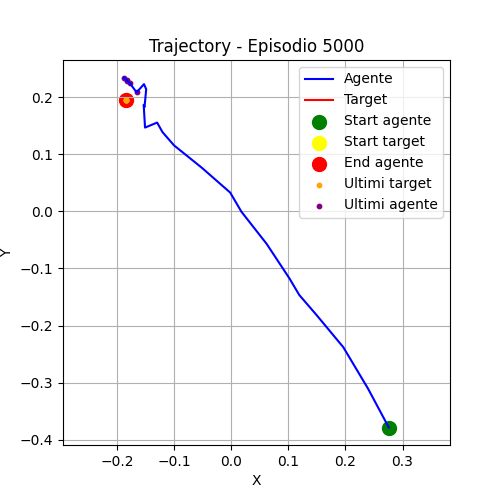 Trajectory - Episodio 5000
Agente
Target
Start agente
Start target
End agente
Ultimi target
Ultimi agente
Y
0.2
0.1
0.0
−0.1
−0.2
−0.3
−0.4
−0.2
−0.1
0.0
0.1
0.2
0.3
X